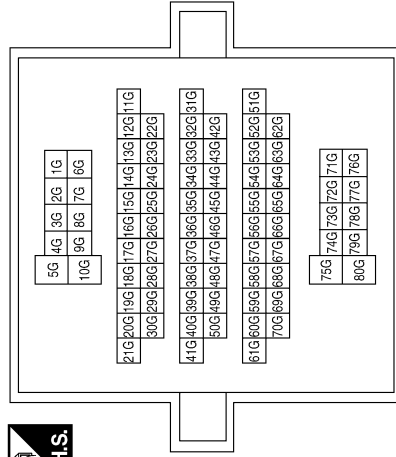 H.S.
5G 4G 3G 2G 1G
10G 9G 8G 7G 6G
21G 20G 19G 18G 17G 16G 15G 14G 13G 12G 11G
30G 29G 28G 27G 26G 25G 24G 23G 22G
41G 40G 39G 38G 37G 36G 35G 34G 33G 32G 31G
50G 49G 48G 47G 46G 45G 44G 43G 42G
61G 60G 59G 58G 57G 56G 55G 54G 53G 52G 51G
70G 69G 68G 67G 66G 65G 64G 63G 62G
75G 74G 73G 72G 71G
80G 79G 78G 77G 76G